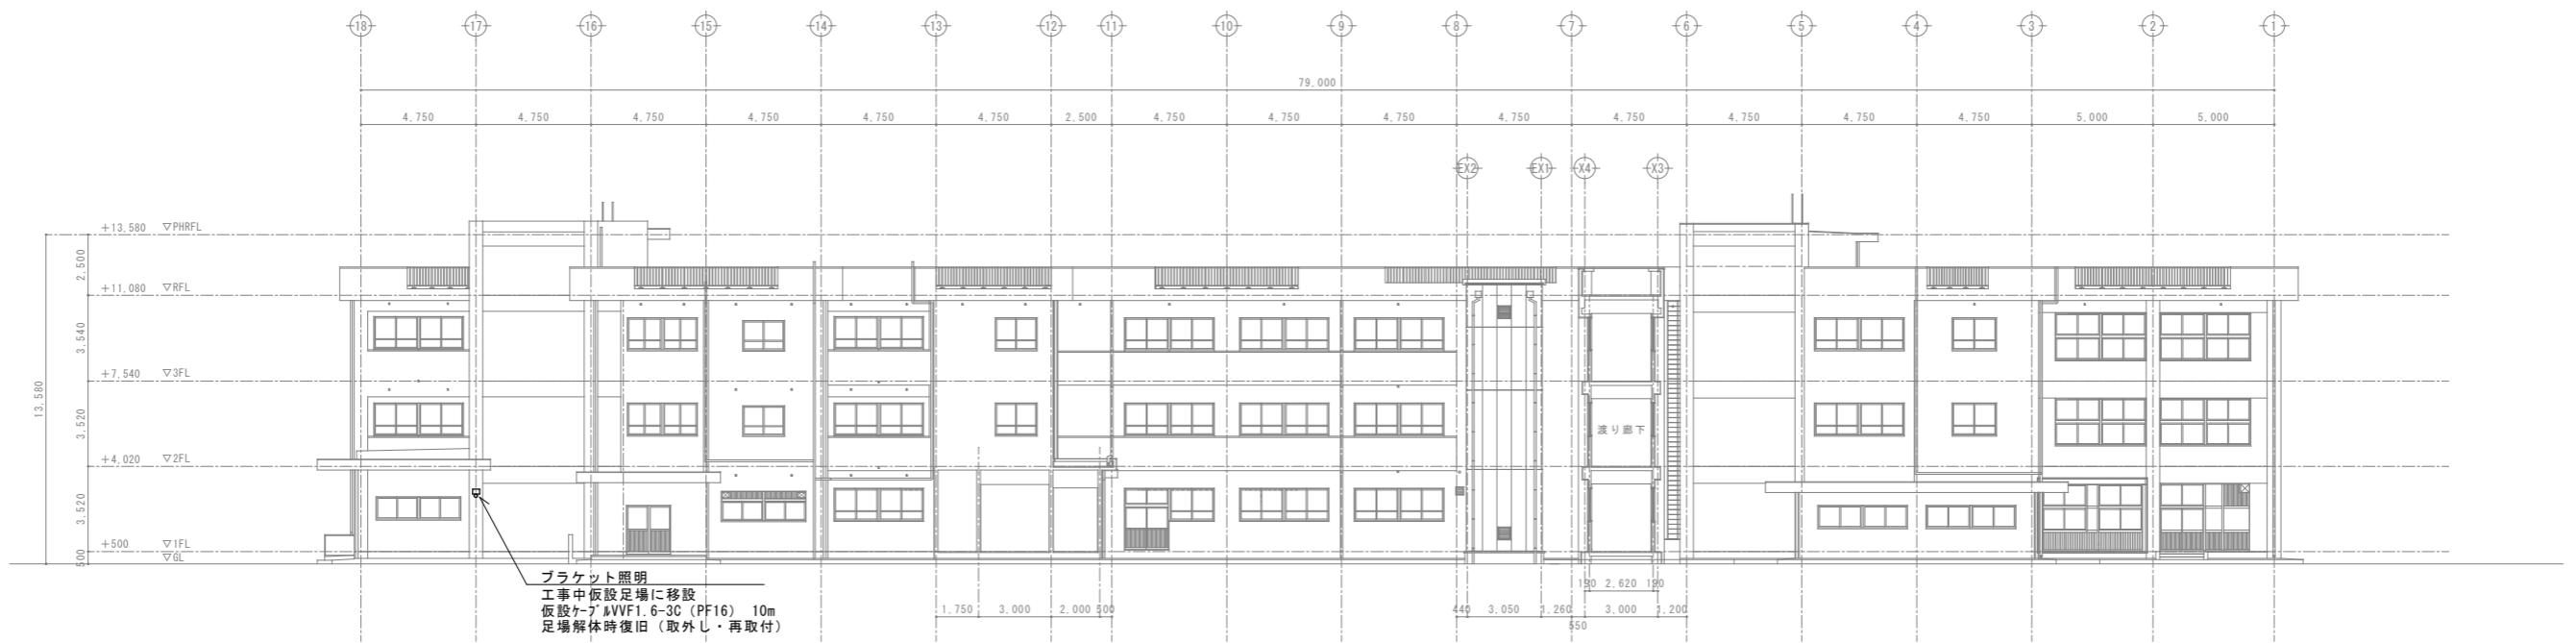 18 17 16 15 14 13 12 11 10 9 8 7 6 5 4 3 2 1
79,000
4,750 4,750 4,750 4,750 4,750 4,750 2,500 4,750 4,750 4,750 4,750 4,750 4,750 4,750 4,750 5,000 5,000
EX2 EX1 X4 X3
+13,580 ▽PHRFL
2,500
+11,080 ▽RFL
3,540
+7,540 ▽3FL
13,580
3,520
渡り廊下
+4,020 ▽2FL
3,520
+500 ▽1FL
500
▽GL
ブラケット照明
工事中仮設足場に移設
仮設ｹｰﾌﾞﾙVVF1.6-3C（PF16） 10m
足場解体時復旧（取外し・再取付）
2,620
1,750 3,000 2,000 500 440 3,050 1,260 3,000 1,200
550